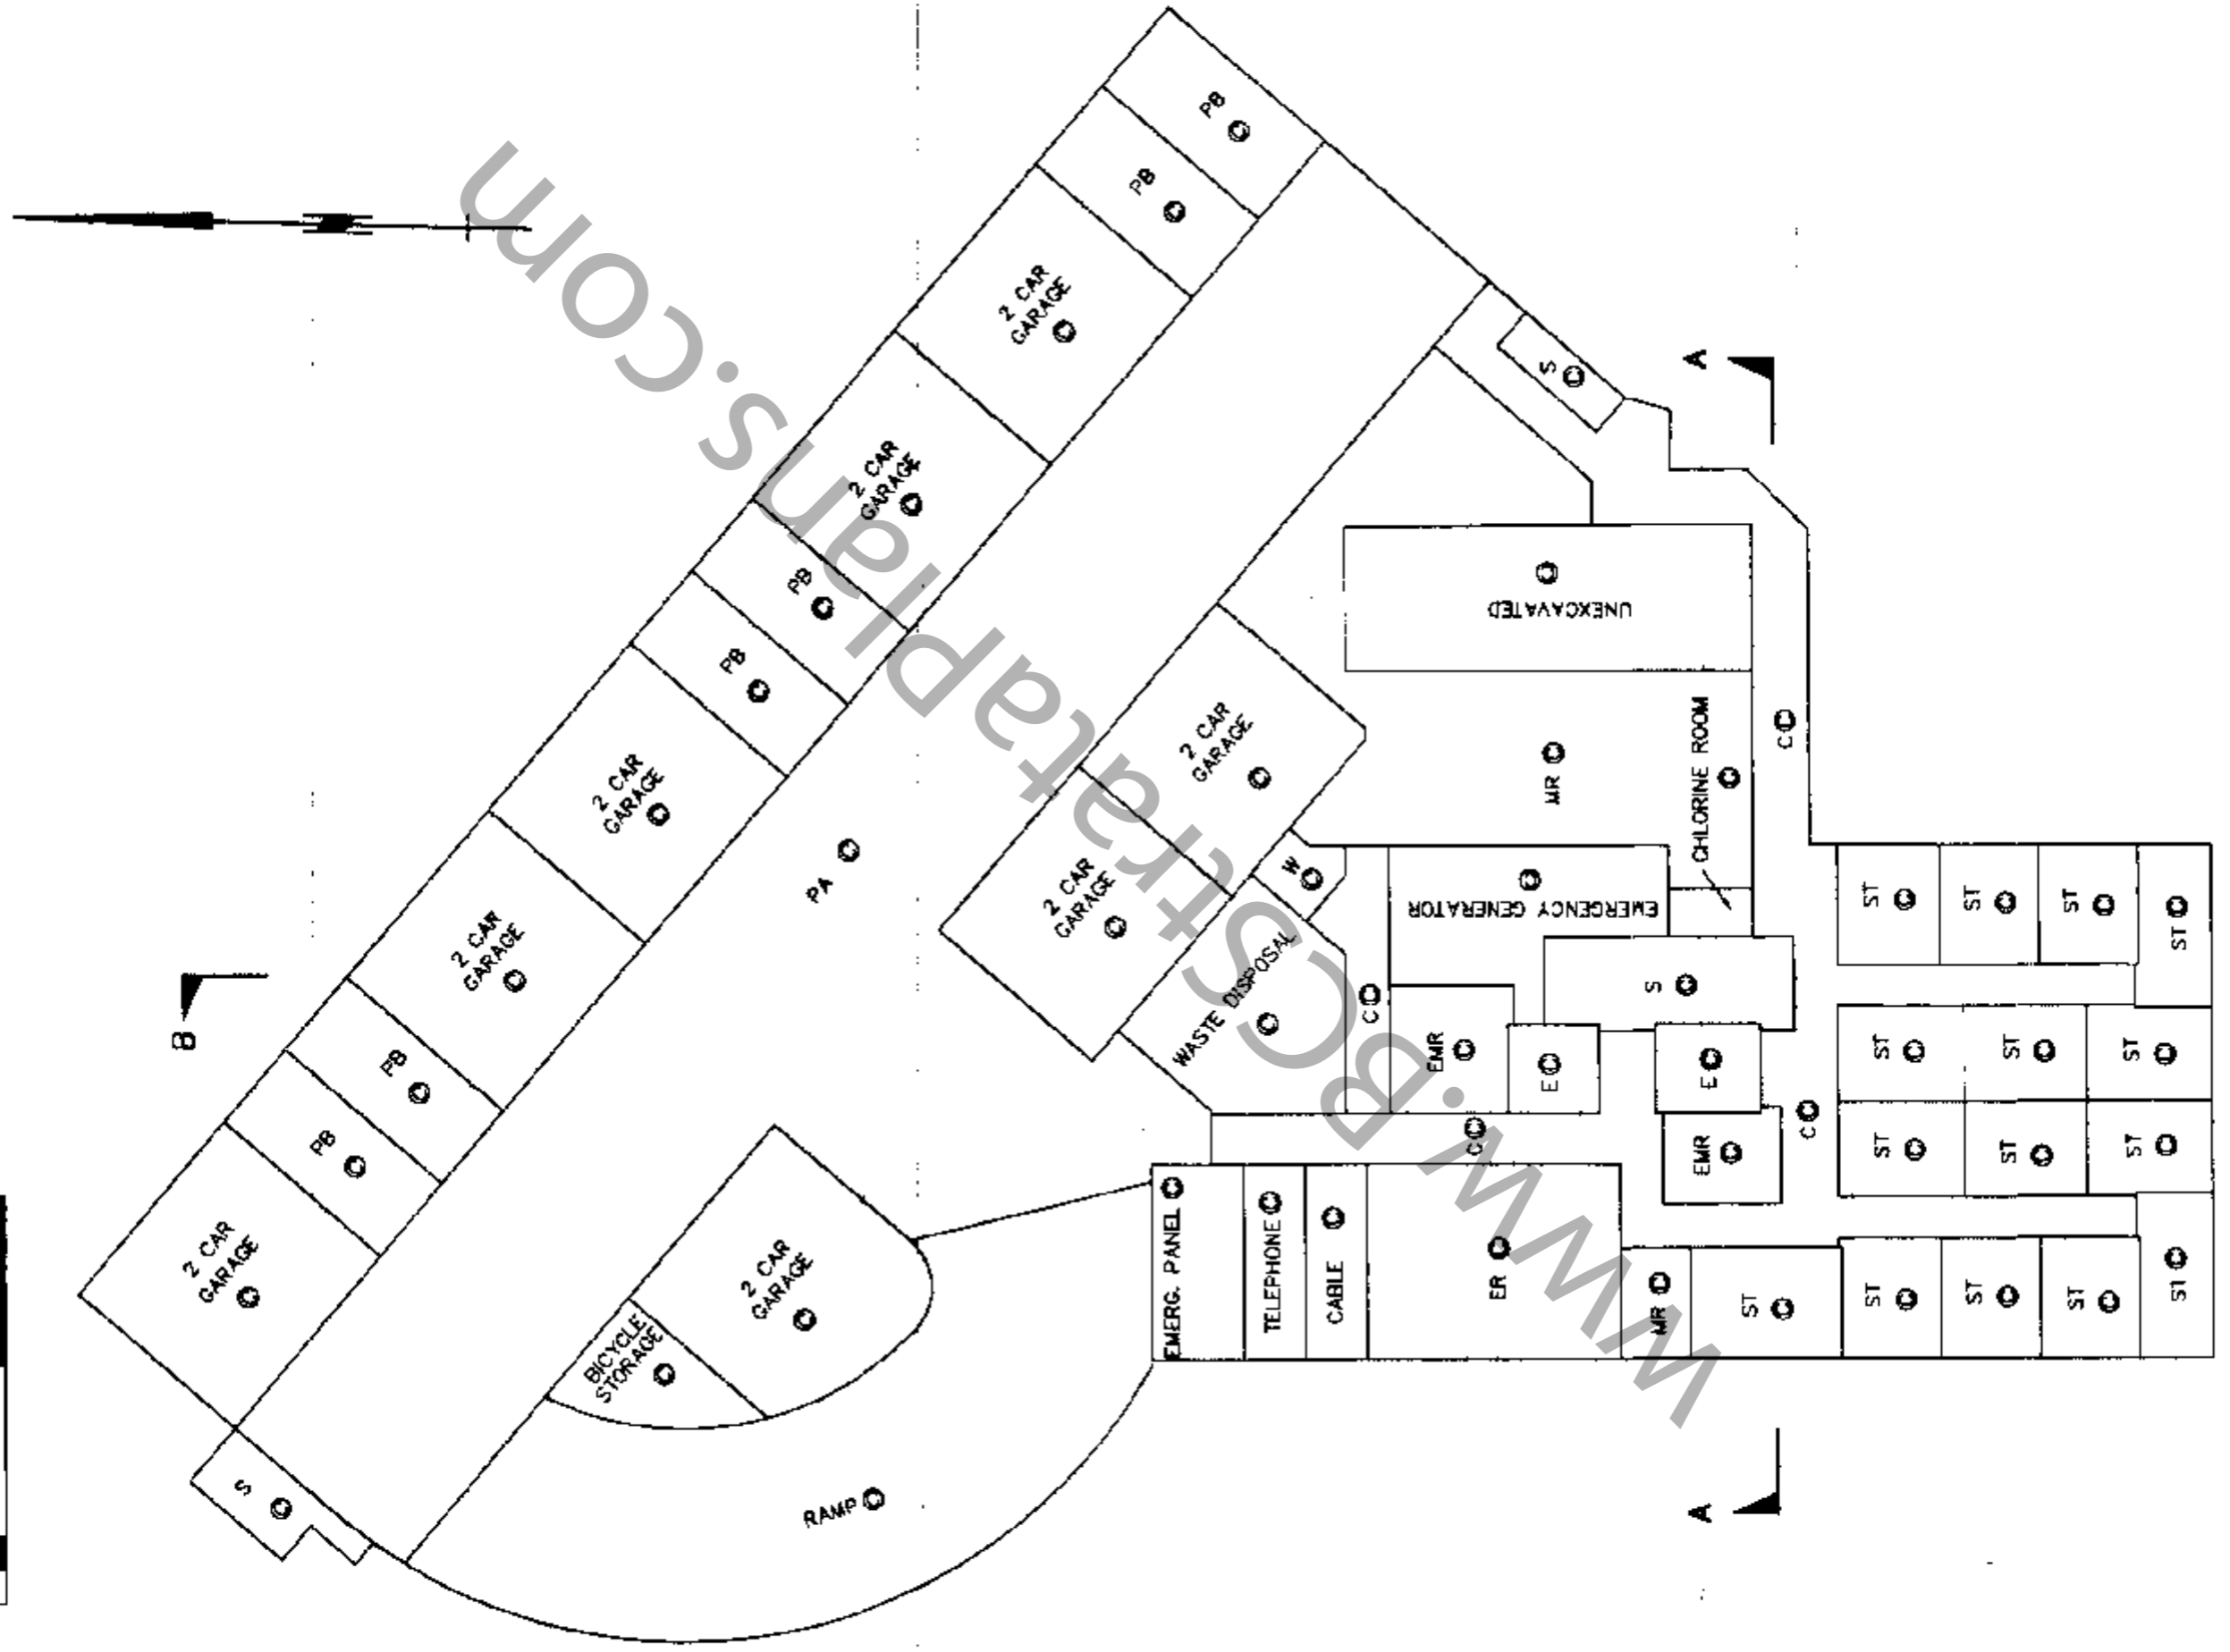 PB
PB
2 CAR
GARAGE
A
S
2 CAR
GARAGE
PB
UNEXCAVATED
PB
2 CAR
GARAGE
C
CHLORINE ROOM
MR
2 CAR
GARAGE
PA
W
2 CAR
GARAGE
EMERGENCY GENERATOR
ST
ST
ST
ST
2 CAR
GARAGE
WASTE DISPOSAL
C
S
B
PB
EMR
E
E
ST
ST
ST
C
C
PB
EMR
ST
ST
ST
2 CAR
GARAGE
2 CAR
GARAGE
EMERG. PANEL
TELEPHONE
CABLE
ER
MR
ST
ST
ST
ST
ST
BICYCLE
STORAGE
S
RAMP
A
www.BCStrataPlans.com